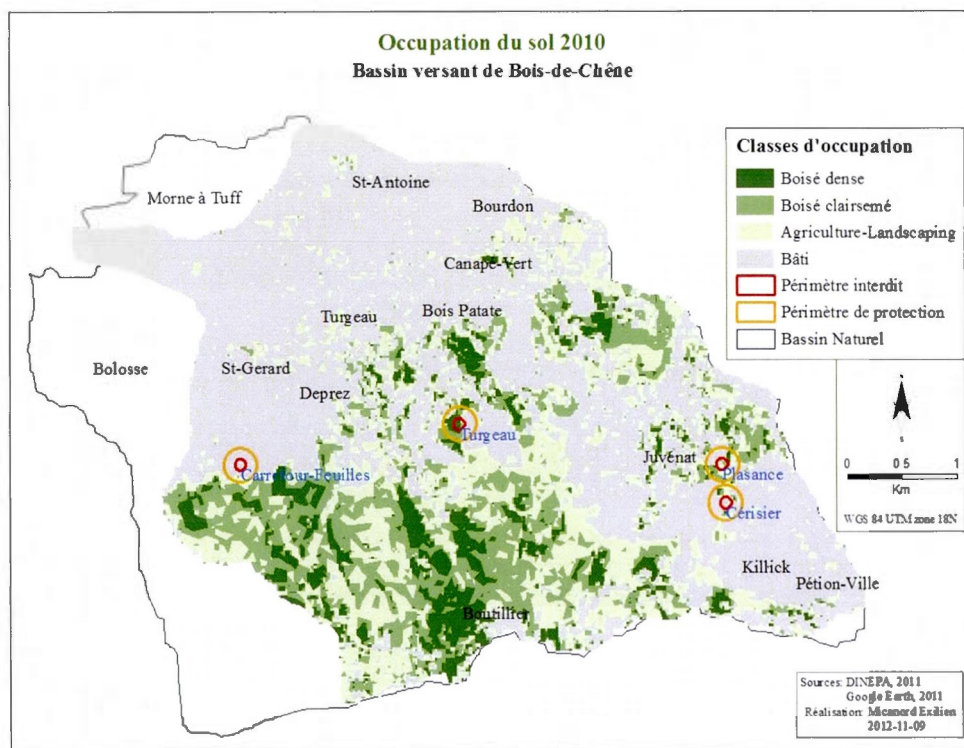 Occupation du sol 2010
Bassin versant de Bois-de-Chêne
Classes d'occupation
Boisé dense
Boisé clairsemé
Agriculture-Landscaping
Bâti
Périmètre interdit
Périmètre de protection
Bassin Naturel
St-Antoine
Morne à Tuff
Bourdon
Canapé-Vert
Bois Patate
Turgeau
Bolosse
St-Gerard
Deprez
Turgeau
Juvénat
Carrefour-Feuilles
Plasance
Cérisier
Killick
Pétion-Ville
Boutillier
0 0 5 1
Km
WGS 84 UTM zone 18N
Sources: DINEPA, 2011
Google Earth, 2011
Réalisation: Micanord Exilien
2012-11-09